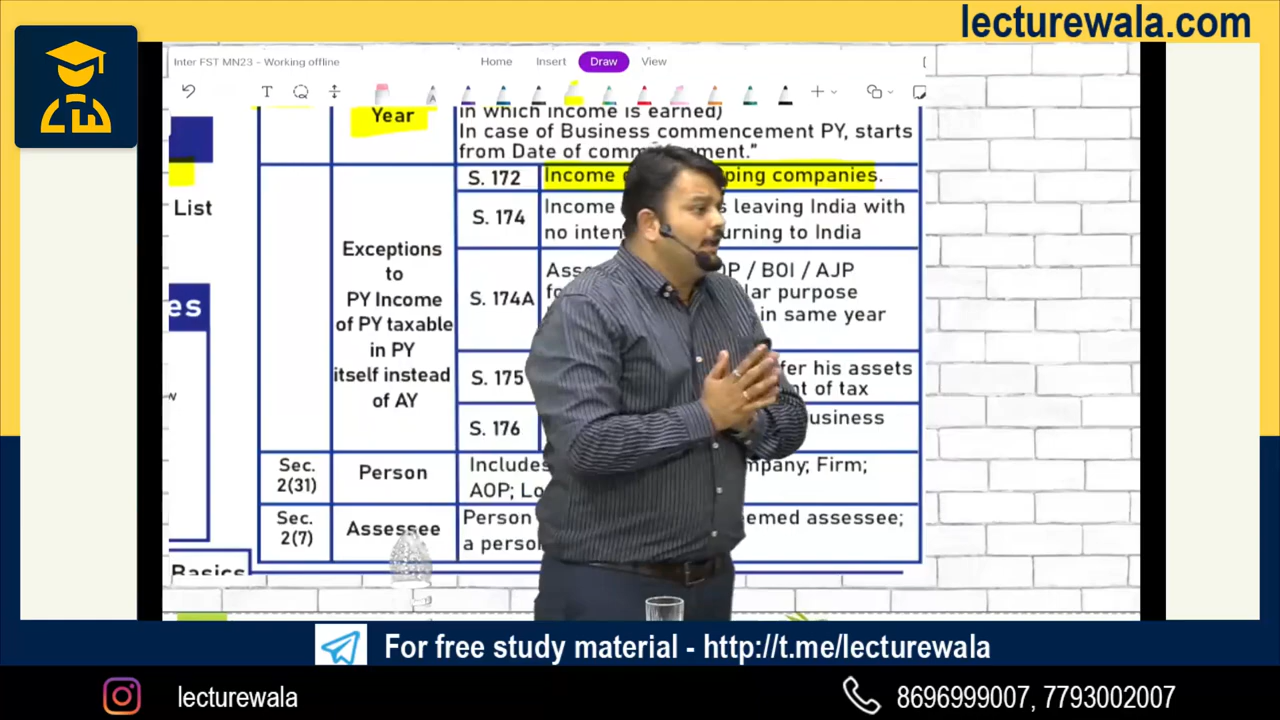 lecturewala.com
Inter FST MN23 - Working offline
Home Insert Draw View
List
es
Basics
Year
in which income is earned)
In case of Business commencement PY, starts
from Date of commencement."
Exceptions
to
PY Income
of PY taxable
in PY
itself instead
of AY
S. 172
Income ping companies.
S. 174
Income s leaving India with
no inten urning to India
S. 174A
Ass P / BOI / AJP
fo lar purpose
in same year
S. 175
fer his assets
nt of tax
S. 176
usiness
Sec.
2(31)
Person
Includes mpany; Firm;
AOP; Lo
Sec.
2(7)
Assessee
Person emed assessee;
a person
For free study material - http://t.me/lecturewala
lecturewala
8696999007, 7793002007